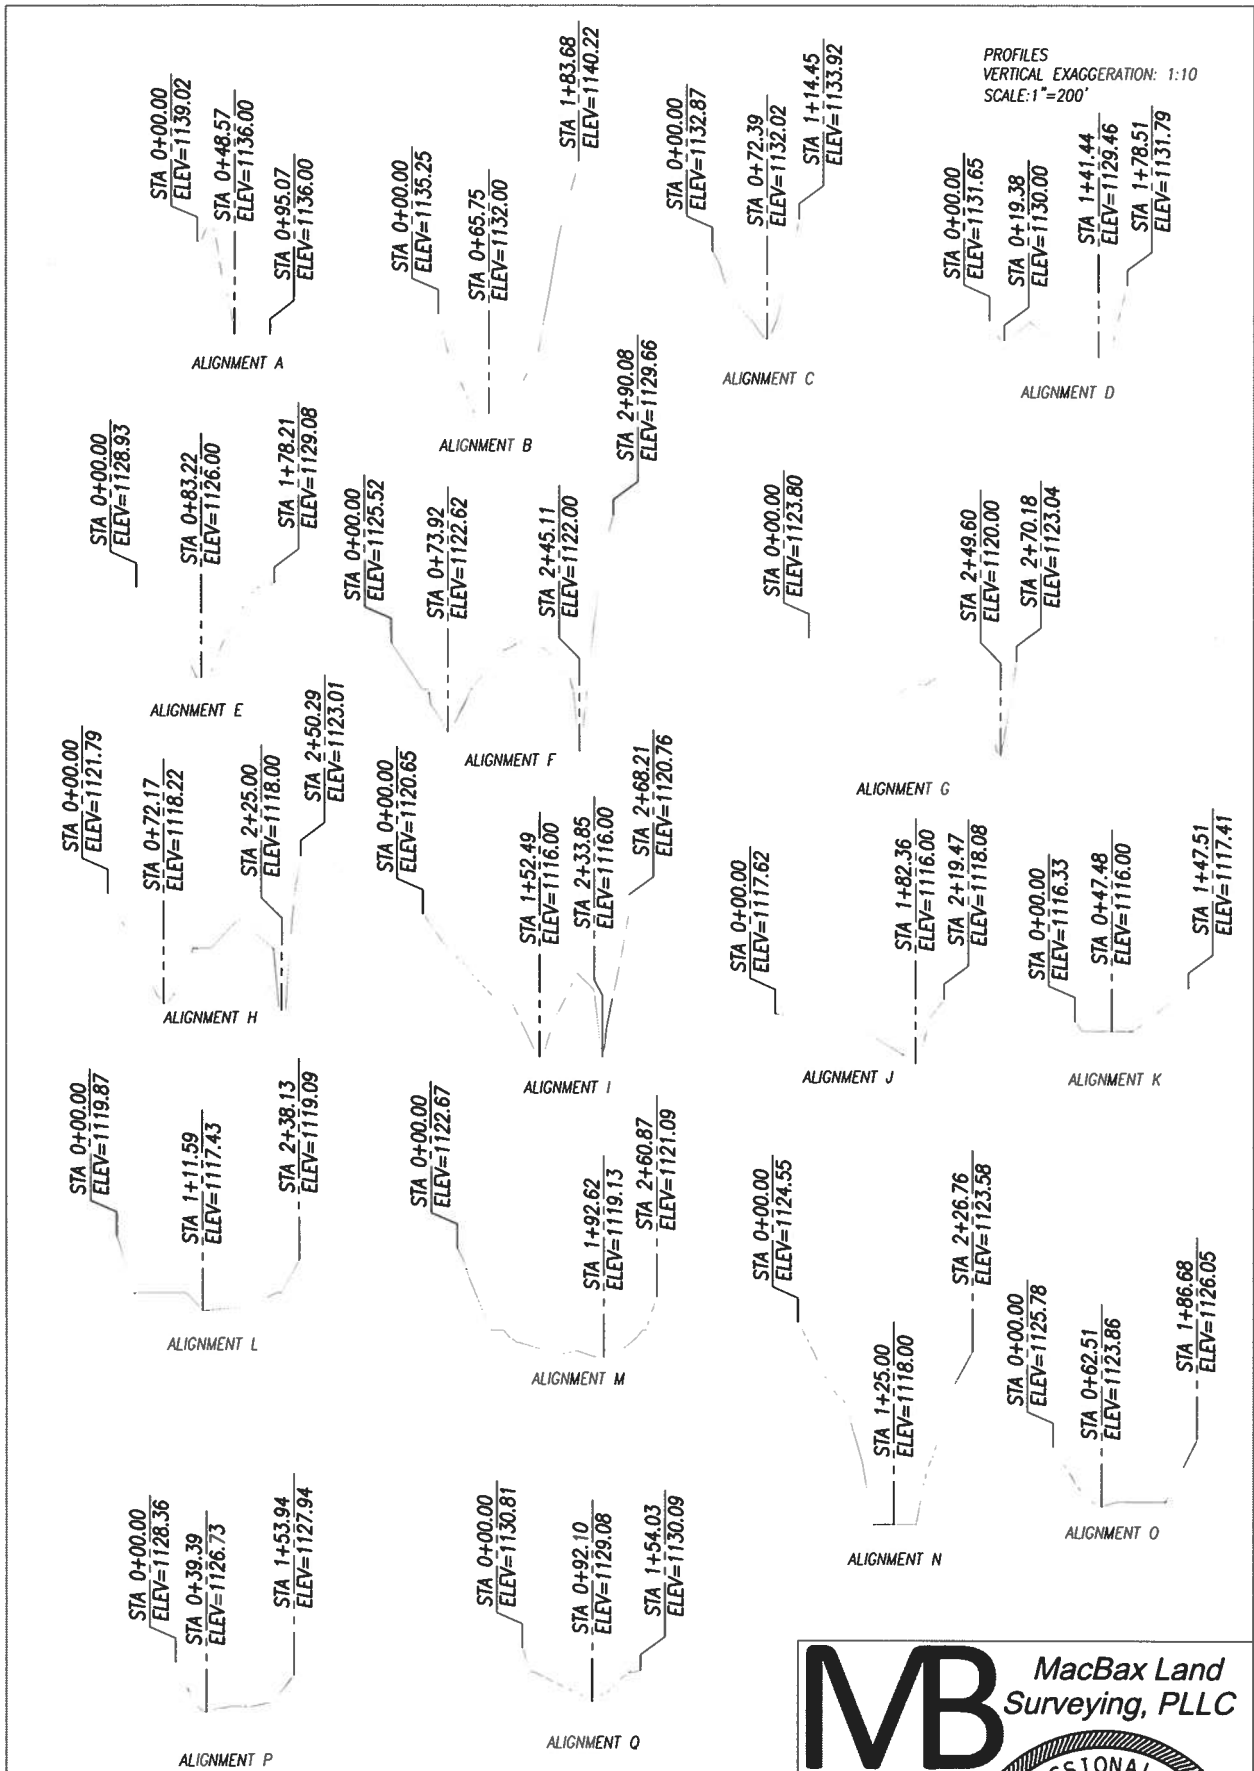 PROFILES
VERTICAL EXAGGERATION: 1:10
SCALE:1"=200'
STA 0+00.00
ELEV=1139.02
STA 0+48.57
ELEV=1136.00
STA 0+95.07
ELEV=1136.00
ALIGNMENT A
STA 0+00.00
ELEV=1135.25
STA 0+65.75
ELEV=1132.00
STA 1+83.68
ELEV=1140.22
ALIGNMENT B
STA 0+00.00
ELEV=1132.87
STA 0+72.39
ELEV=1132.02
STA 1+14.45
ELEV=1133.92
ALIGNMENT C
STA 0+00.00
ELEV=1131.65
STA 0+19.38
ELEV=1130.00
STA 1+41.44
ELEV=1129.46
STA 1+78.51
ELEV=1131.79
ALIGNMENT D
STA 0+00.00
ELEV=1128.93
STA 0+83.22
ELEV=1126.00
STA 1+78.21
ELEV=1129.08
ALIGNMENT E
STA 0+00.00
ELEV=1125.52
STA 0+73.92
ELEV=1122.62
STA 2+45.11
ELEV=1122.00
STA 2+90.08
ELEV=1129.66
ALIGNMENT F
STA 0+00.00
ELEV=1123.80
STA 2+49.60
ELEV=1120.00
STA 2+70.18
ELEV=1123.04
ALIGNMENT G
STA 0+00.00
ELEV=1121.79
STA 0+72.17
ELEV=1118.22
STA 2+25.00
ELEV=1118.00
STA 2+50.29
ELEV=1123.01
ALIGNMENT H
STA 0+00.00
ELEV=1120.65
STA 1+52.49
ELEV=1116.00
STA 2+33.85
ELEV=1116.00
STA 2+68.21
ELEV=1120.76
ALIGNMENT I
STA 0+00.00
ELEV=1117.62
STA 1+82.36
ELEV=1116.00
STA 2+19.47
ELEV=1118.08
ALIGNMENT J
STA 0+00.00
ELEV=1116.33
STA 0+47.48
ELEV=1116.00
STA 1+47.51
ELEV=1117.41
ALIGNMENT K
STA 0+00.00
ELEV=1119.87
STA 1+11.59
ELEV=1117.43
STA 2+38.13
ELEV=1119.09
ALIGNMENT L
STA 0+00.00
ELEV=1122.67
STA 1+92.62
ELEV=1119.13
STA 2+60.87
ELEV=1121.09
ALIGNMENT M
STA 0+00.00
ELEV=1124.55
STA 1+25.00
ELEV=1118.00
STA 2+26.76
ELEV=1123.58
ALIGNMENT N
STA 0+00.00
ELEV=1125.78
STA 0+62.51
ELEV=1123.86
STA 1+86.68
ELEV=1126.05
ALIGNMENT O
STA 0+00.00
ELEV=1128.36
STA 0+39.39
ELEV=1126.73
STA 1+53.94
ELEV=1127.94
ALIGNMENT P
STA 0+00.00
ELEV=1130.81
STA 0+92.10
ELEV=1129.08
STA 1+54.03
ELEV=1130.09
ALIGNMENT Q
MB
MacBax Land
Surveying, PLLC